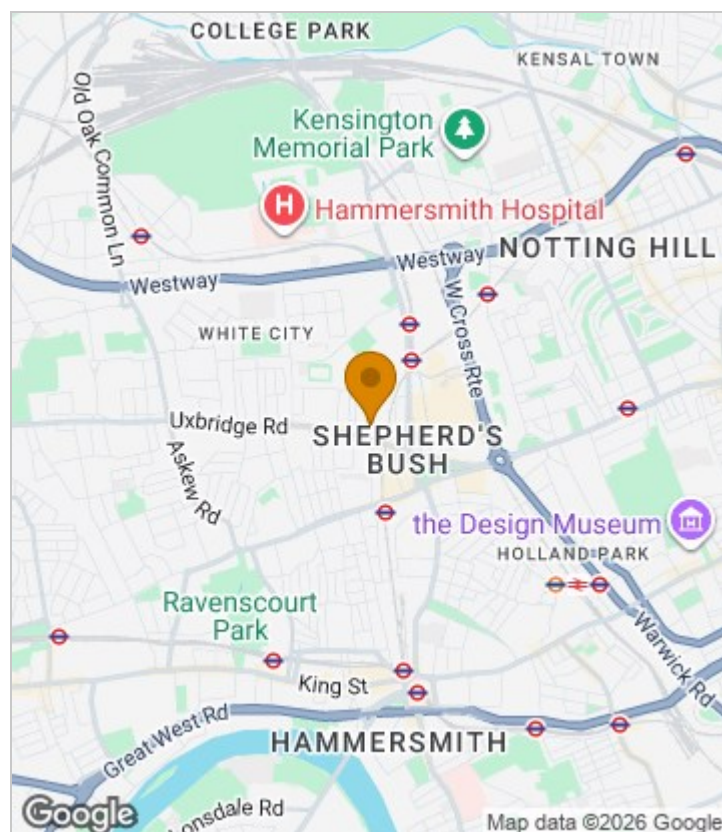 COLLEGE PARK
KENSAL TOWN
Old Oak Common Ln
Kensington
Memorial Park
H
Hammersmith Hospital
NOTTING HILL
Westway
Westway
W Cross Rte
WHITE CITY
Uxbridge Rd
SHEPHERD'S
BUSH
Askew Rd
the Design Museum
HOLLAND PARK
Ravenscourt
Park
Warwick Rd
King St
Great West Rd
HAMMERSMITH
Lonsdale Rd
Google
Map data ©2026 Google